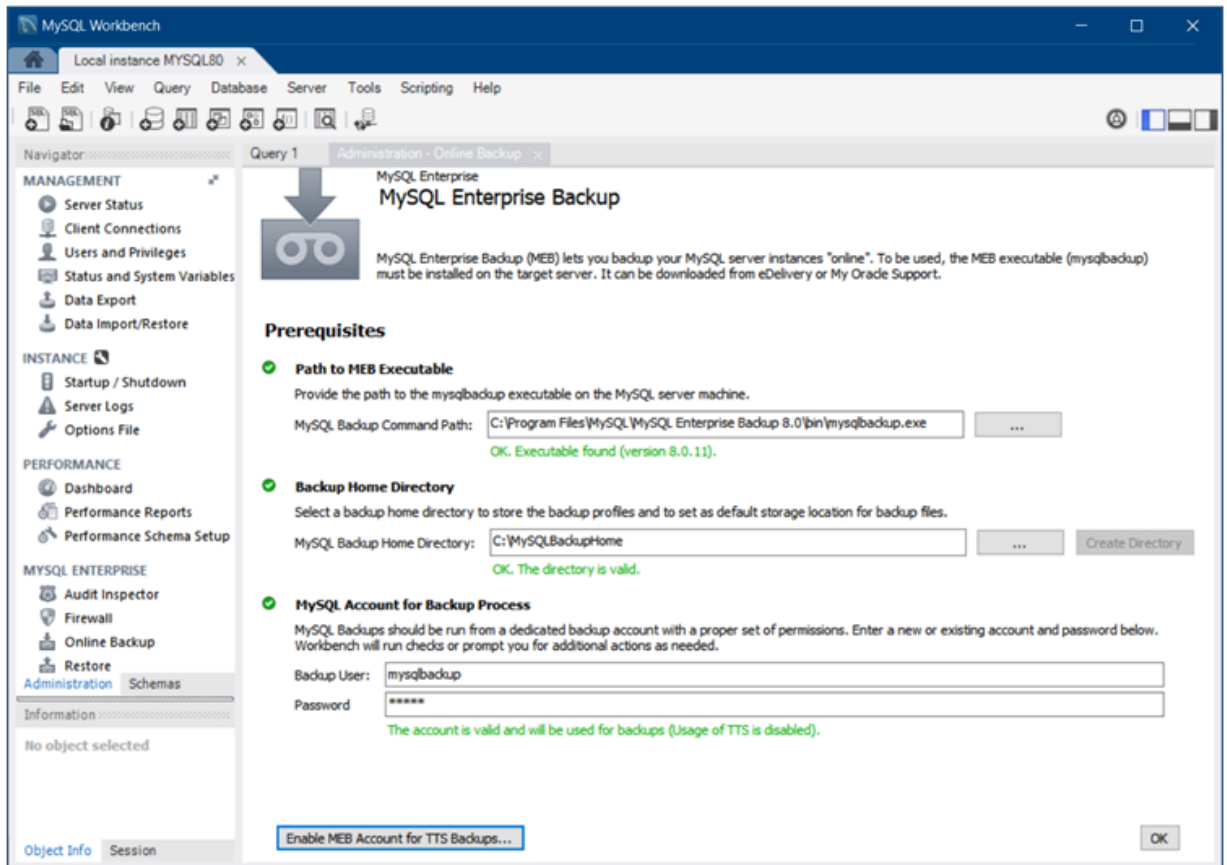 MySQL Workbench
Local instance MYSQL80 ×
File Edit View Query Database Server Tools Scripting Help
Navigator
MANAGEMENT
Server Status
Client Connections
Users and Privileges
Status and System Variables
Data Export
Data Import/Restore
INSTANCE
Startup / Shutdown
Server Logs
Options File
PERFORMANCE
Dashboard
Performance Reports
Performance Schema Setup
MYSQL ENTERPRISE
Audit Inspector
Firewall
Online Backup
Restore
Administration Schemas
Information
No object selected
Object Info Session
Query 1 Administration - Online Backup ×
MySQL Enterprise
MySQL Enterprise Backup
MySQL Enterprise Backup (MEB) lets you backup your MySQL server instances "online". To be used, the MEB executable (mysqlbackup)
must be installed on the target server. It can be downloaded from eDelivery or My Oracle Support.
Prerequisites
Path to MEB Executable
Provide the path to the mysqlbackup executable on the MySQL server machine.
MySQL Backup Command Path: C:\Program Files\MySQL\MySQL Enterprise Backup 8.0\bin\mysqlbackup.exe ...
OK. Executable found (version 8.0.11).
Backup Home Directory
Select a backup home directory to store the backup profiles and to set as default storage location for backup files.
MySQL Backup Home Directory: C:\MySQLBackupHome ... Create Directory
OK. The directory is valid.
MySQL Account for Backup Process
MySQL Backups should be run from a dedicated backup account with a proper set of permissions. Enter a new or existing account and password below.
Workbench will run checks or prompt you for additional actions as needed.
Backup User: mysqlbackup
Password *****
The account is valid and will be used for backups (Usage of TTS is disabled).
Enable MEB Account for TTS Backups... OK